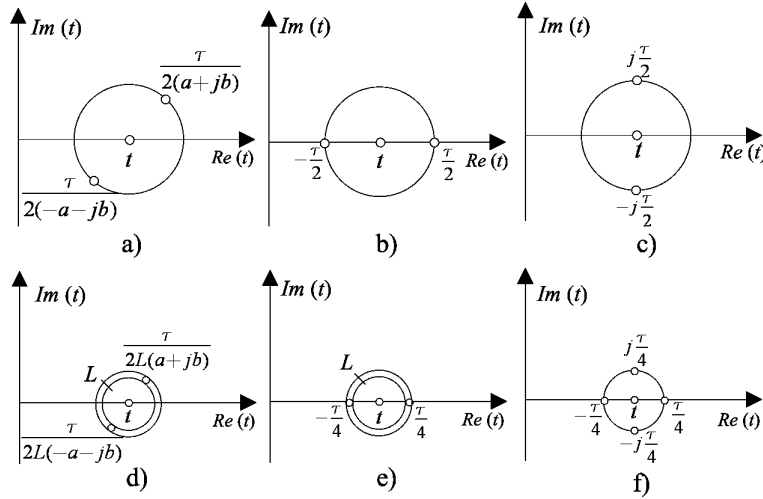 Im (t)
τ
2(a+jb)
t
Re (t)
τ
2(-a-jb)
a)
Im (t)
-τ/2
t
τ/2
Re (t)
b)
Im (t)
jτ/2
t
-jτ/2
Re (t)
c)
Im (t)
τ
2L(a+jb)
L
t
Re (t)
τ
2L(-a-jb)
d)
Im (t)
L
-τ/4
t
τ/4
Re (t)
e)
Im (t)
jτ/4
-τ/4
t
τ/4
-jτ/4
Re (t)
f)